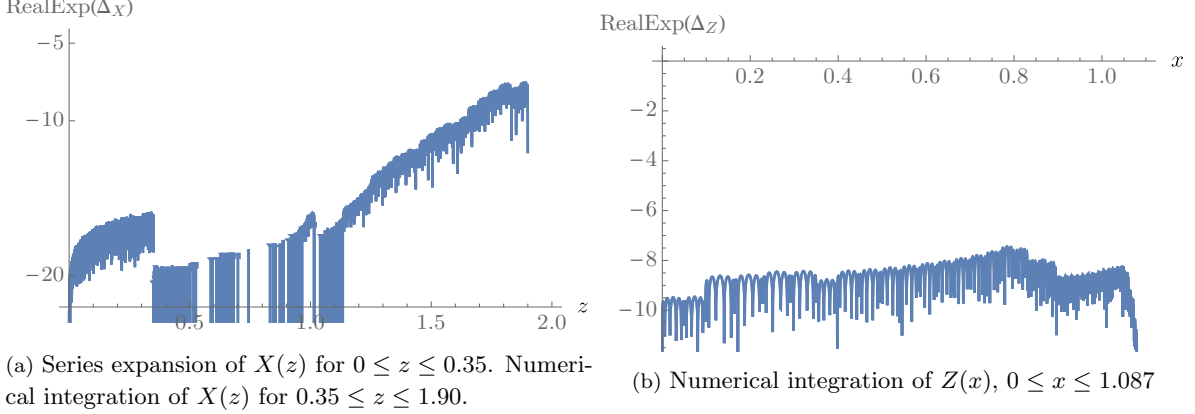 RealExp(Δ_X)
−5
−10
−15
−20
0.5
1.0
1.5
2.0
z
(a) Series expansion of X(z) for 0 ≤ z ≤ 0.35. Numeri-
cal integration of X(z) for 0.35 ≤ z ≤ 1.90.
RealExp(Δ_Z)
0.2
0.4
0.6
0.8
1.0
x
−2
−4
−6
−8
−10
(b) Numerical integration of Z(x), 0 ≤ x ≤ 1.087